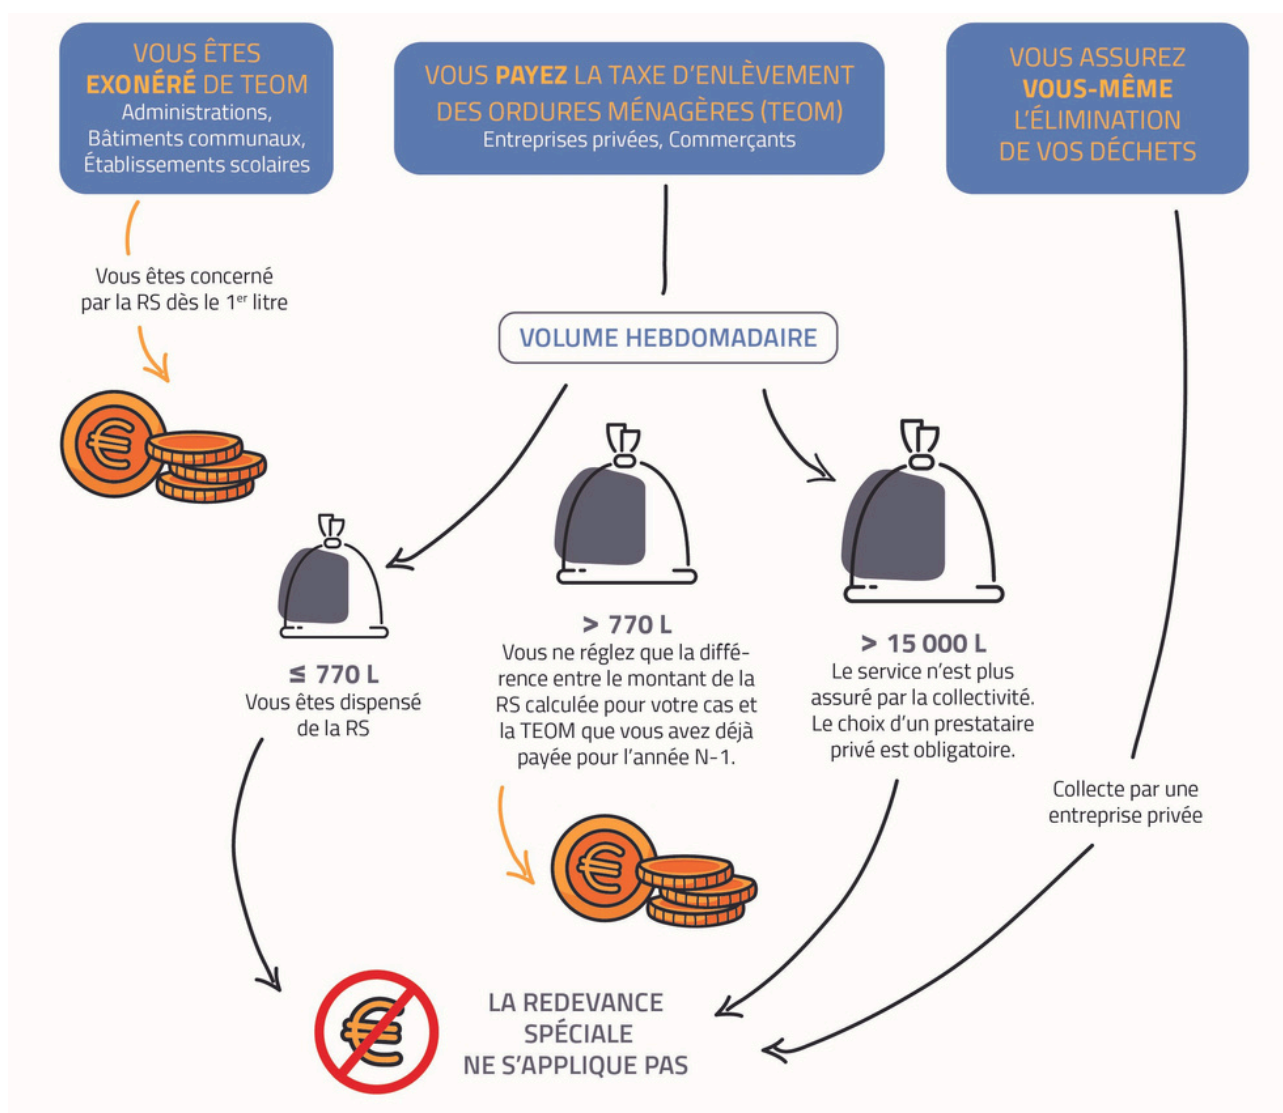 VOUS ÊTES
EXONÉRÉ DE TEOM
Administrations,
Bâtiments communaux,
Établissements scolaires
VOUS PAYEZ LA TAXE D'ENLÈVEMENT
DES ORDURES MÉNAGÈRES (TEOM)
Entreprises privées, Commerçants
VOUS ASSUREZ
VOUS-MÊME
L'ÉLIMINATION
DE VOS DÉCHETS
Vous êtes concerné
par la RS dès le 1er litre
VOLUME HEBDOMADAIRE
≤ 770 L
Vous êtes dispensé
de la RS
> 770 L
Vous ne réglez que la diffé-
rence entre le montant de la
RS calculée pour votre cas et
la TEOM que vous avez déjà
payée pour l'année N-1.
> 15 000 L
Le service n'est plus
assuré par la collectivité.
Le choix d'un prestataire
privé est obligatoire.
Collecte par une
entreprise privée
LA REDEVANCE
SPÉCIALE
NE S'APPLIQUE PAS